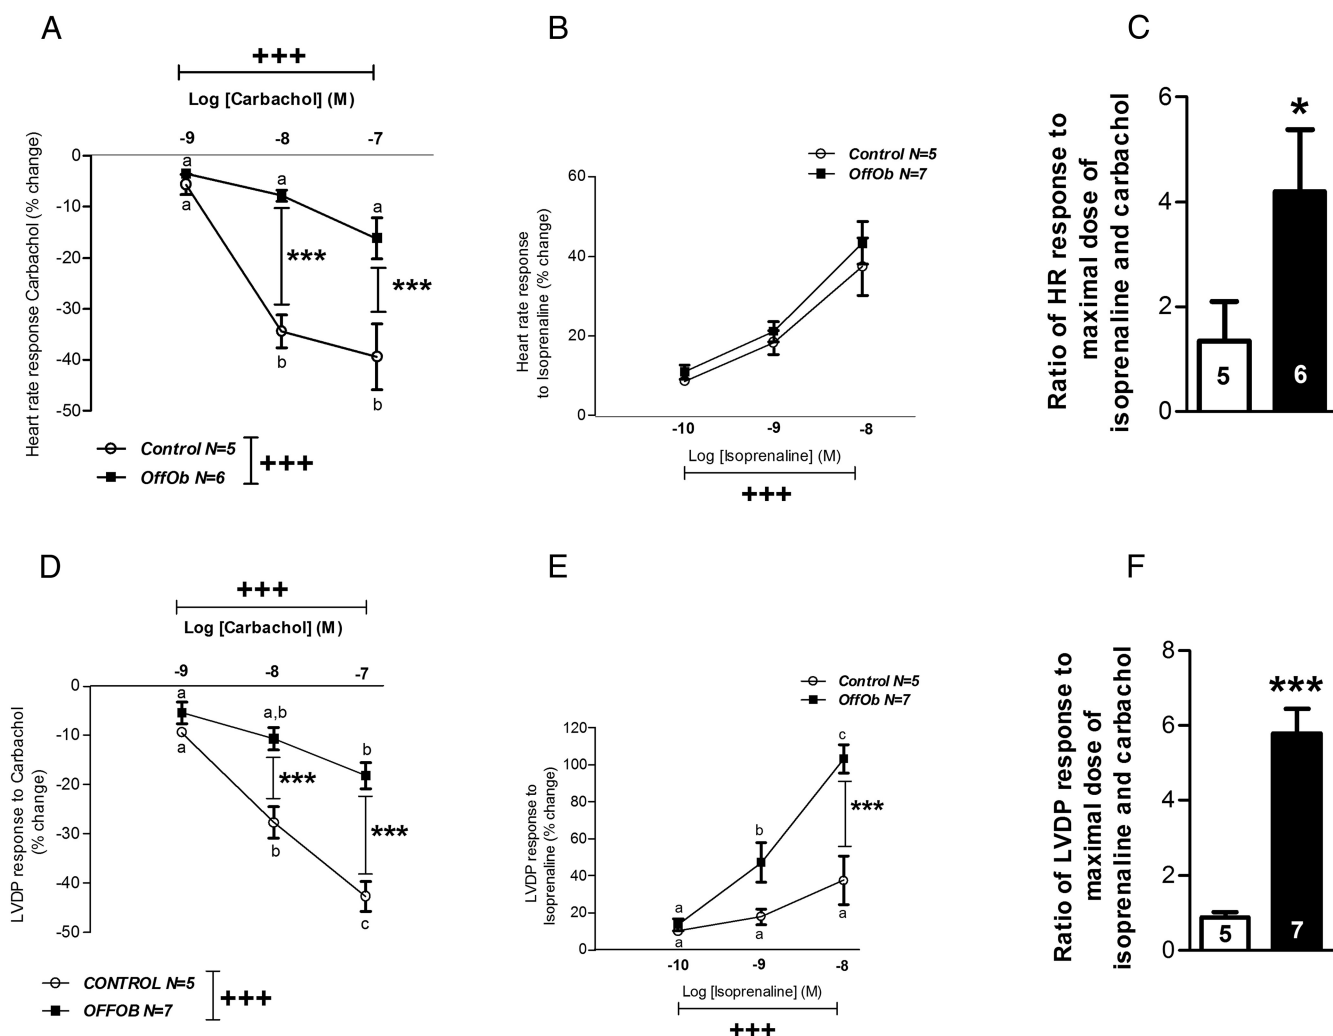 A
+++
Log [Carbachol] (M)
-9
-8
-7
Heart rate response Carbachol (% change)
0
-10
-20
-30
-40
-50
a
a
a
a
***
***
b
b
Control N=5
OffOb N=6
+++
B
Control N=5
OffOb N=7
Heart rate response
to Isoprenaline (% change)
60
40
20
0
-10
-9
-8
Log [Isoprenaline] (M)
+++
C
Ratio of HR response to
maximal dose of
isoprenaline and carbachol
6
4
2
0
*
5
6
D
+++
Log [Carbachol] (M)
-9
-8
-7
LVDP response to Carbachol
(% change)
0
-10
-20
-30
-40
-50
a
a,b
b
a
***
***
b
c
CONTROL N=5
OFFOB N=7
+++
E
Control N=5
OffOb N=7
LVDP response to
Isoprenaline (% change)
120
100
80
60
40
20
0
c
***
b
a
a
a
a
-10
-9
-8
Log [Isoprenaline] (M)
+++
F
Ratio of LVDP response to
maximal dose of
isoprenaline and carbachol
8
6
4
2
0
***
5
7